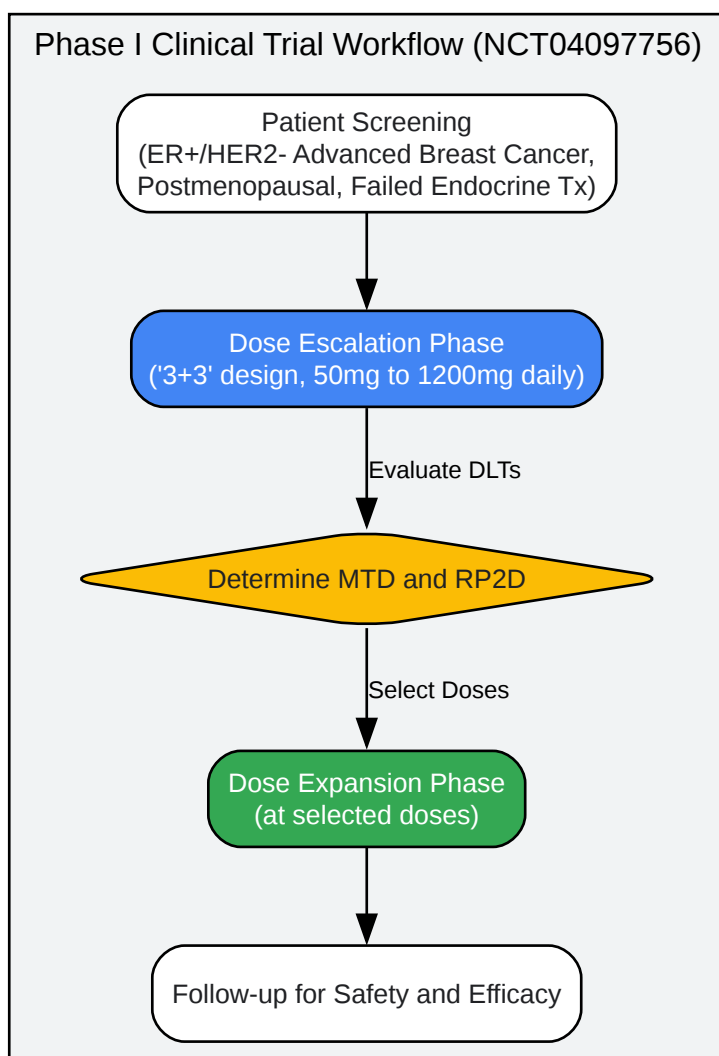 Phase I Clinical Trial Workflow (NCT04097756)
Patient Screening
(ER+/HER2- Advanced Breast Cancer,
Postmenopausal, Failed Endocrine Tx)
Dose Escalation Phase
('3+3' design, 50mg to 1200mg daily)
Evaluate DLTs
Determine MTD and RP2D
Select Doses
Dose Expansion Phase
(at selected doses)
Follow-up for Safety and Efficacy